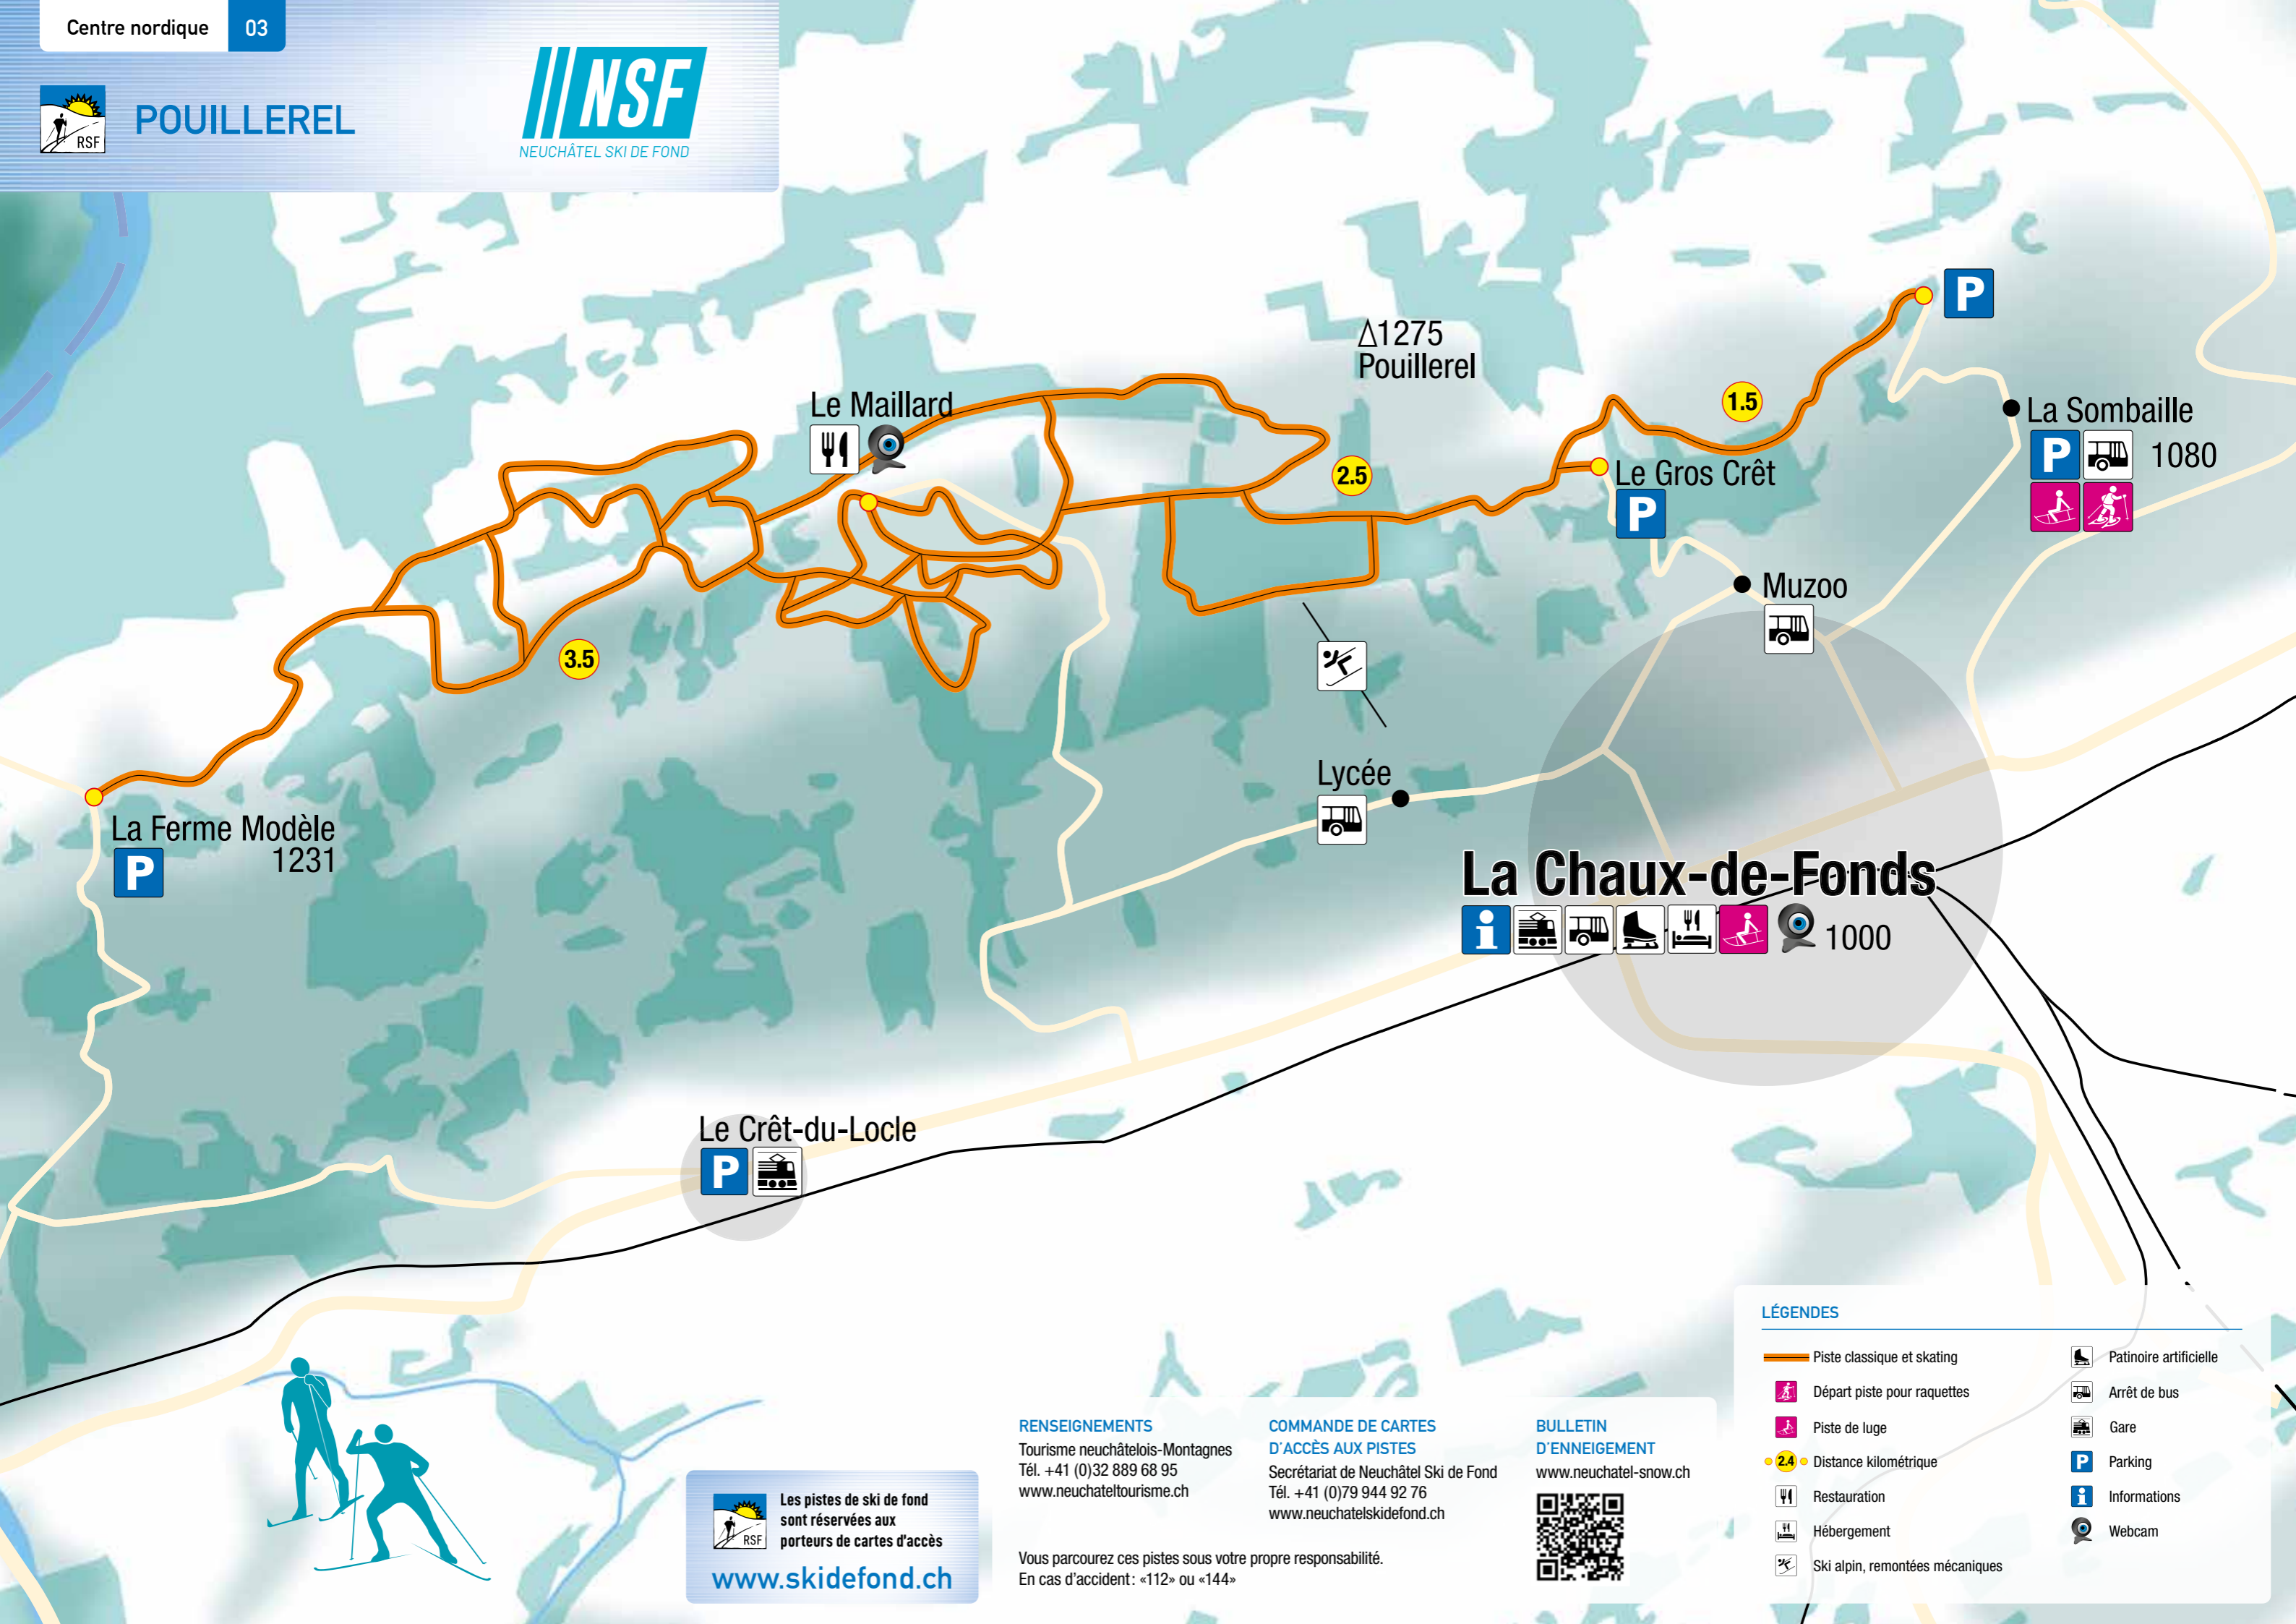 Centre nordique 03
RSF
POUILLEREL
NSF
NEUCHÂTEL SKI DE FOND
Δ1275
Pouillerel
P
Le Maillard
1.5
La Sombaille
P 1080
2.5
Le Gros Crêt
P
Muzoo
3.5
Lycée
La Ferme Modèle
1231
P
La Chaux-de-Fonds
i 1000
Le Crêt-du-Locle
P
LÉGENDES
Piste classique et skating
Départ piste pour raquettes
Piste de luge
2.4 Distance kilométrique
Restauration
Hébergement
Ski alpin, remontées mécaniques
Patinoire artificielle
Arrêt de bus
Gare
P Parking
i Informations
Webcam
RENSEIGNEMENTS
Tourisme neuchâtelois-Montagnes
Tél. +41 (0)32 889 68 95
www.neuchateltourisme.ch
COMMANDE DE CARTES
D'ACCÈS AUX PISTES
Secrétariat de Neuchâtel Ski de Fond
Tél. +41 (0)79 944 92 76
www.neuchatelskidefond.ch
BULLETIN
D'ENNEIGEMENT
www.neuchatel-snow.ch
Vous parcourez ces pistes sous votre propre responsabilité.
En cas d'accident: «112» ou «144»
RSF
Les pistes de ski de fond
sont réservées aux
porteurs de cartes d'accès
www.skidefond.ch